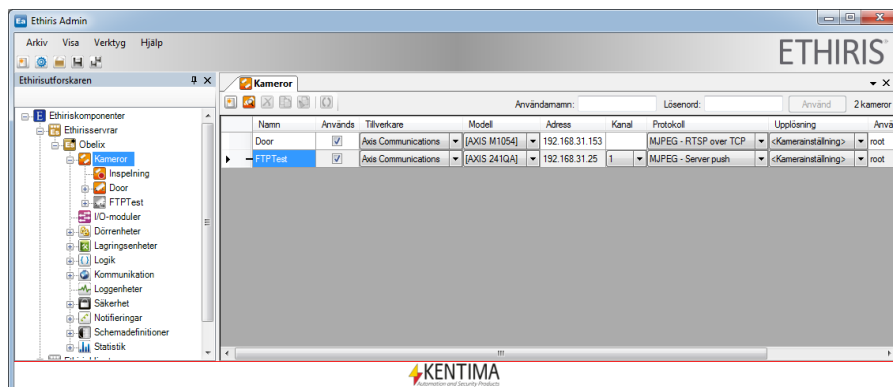 Ea Ethiris Admin
Arkiv Visa Verktyg Hjälp
ETHIRIS
Ethirisutforskaren
Kameror
Användarnamn: Lösenord: Använd 2 kameror
Namn Används Tillverkare Modell Adress Kanal Protokoll Upplösning Anvä
Door Axis Communications [AXIS M1054] 192.168.31.153 MJPEG - RTSP over TCP <Kamerainställning> root
FTPTest Axis Communications [AXIS 241QA] 192.168.31.25 1 MJPEG - Server push <Kamerainställning> root
E Ethiriskomponenter
Ethirisservrar
Obelix
Kameror
Inspelning
Door
FTPTest
I/O-moduler
Dörrenheter
Lagringsenheter
Logik
Kommunikation
Loggenheter
Säkerhet
Notifieringar
Schemadefinitioner
Statistik
KENTIMA
Automation and Security Products